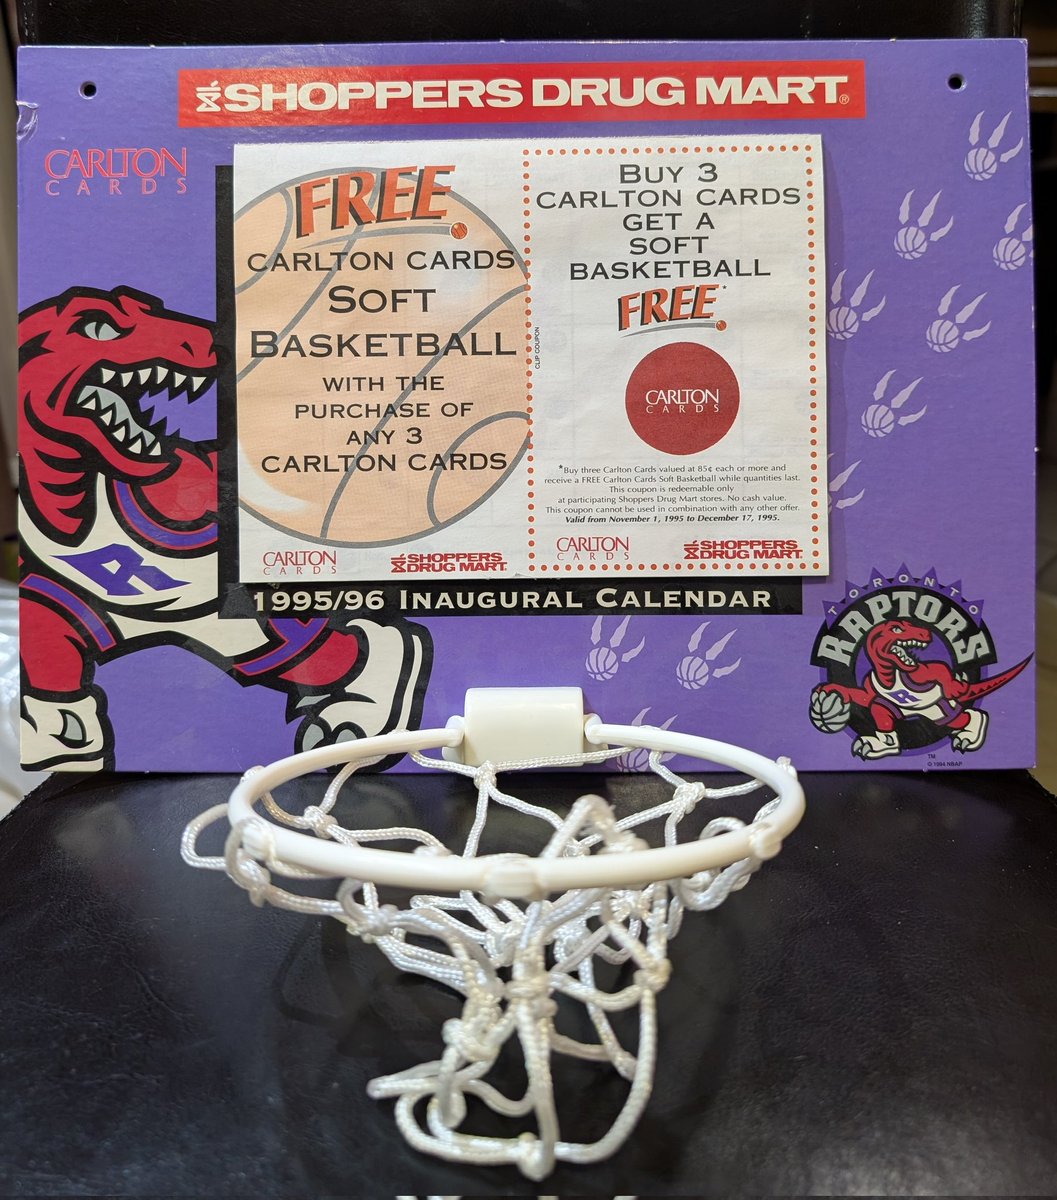 SHOPPERS DRUG MART®
CARLTON
CARDS
FREE
CARLTON CARDS
SOFT
BASKETBALL
WITH THE
PURCHASE OF
ANY 3
CARLTON CARDS
CARLTON
CARDS
SHOPPERS
DRUG MART
CLIP COUPON
BUY 3
CARLTON CARDS
GET A
SOFT
BASKETBALL
FREE*
CARLTON
CARDS
*Buy three Carlton Cards valued at 85¢ each or more and
receive a FREE Carlton Cards Soft Basketball while quantities last.
This coupon is redeemable only
at participating Shoppers Drug Mart stores. No cash value.
This coupon cannot be used in combination with any other offer.
Valid from November 1, 1995 to December 17, 1995.
CARLTON
CARDS
SHOPPERS
DRUG MART
1995/96 INAUGURAL CALENDAR
R
TORONTO
RAPTORS
R
TM
© 1994 NBAP